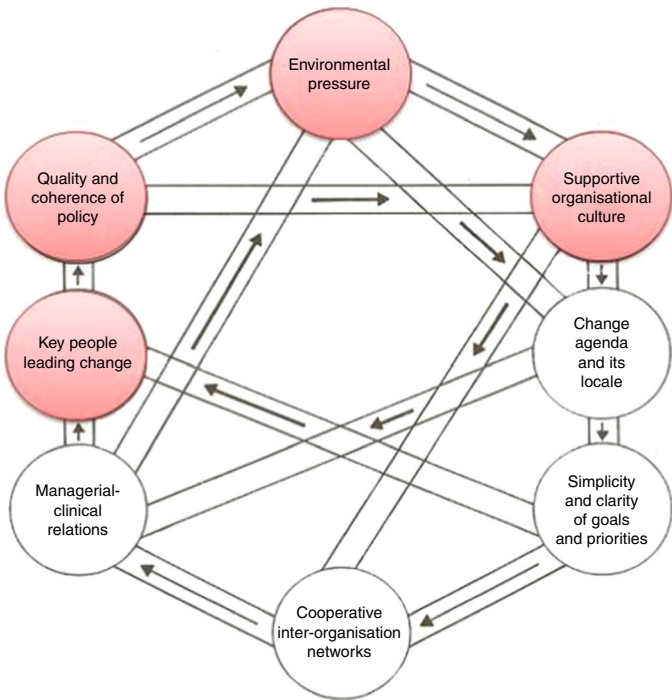 Environmental
pressure
Quality and
coherence of
policy
Supportive
organisational
culture
Key people
leading change
Change
agenda
and its
locale
Managerial-
clinical
relations
Simplicity
and clarity
of goals
and priorities
Cooperative
inter-organisation
networks